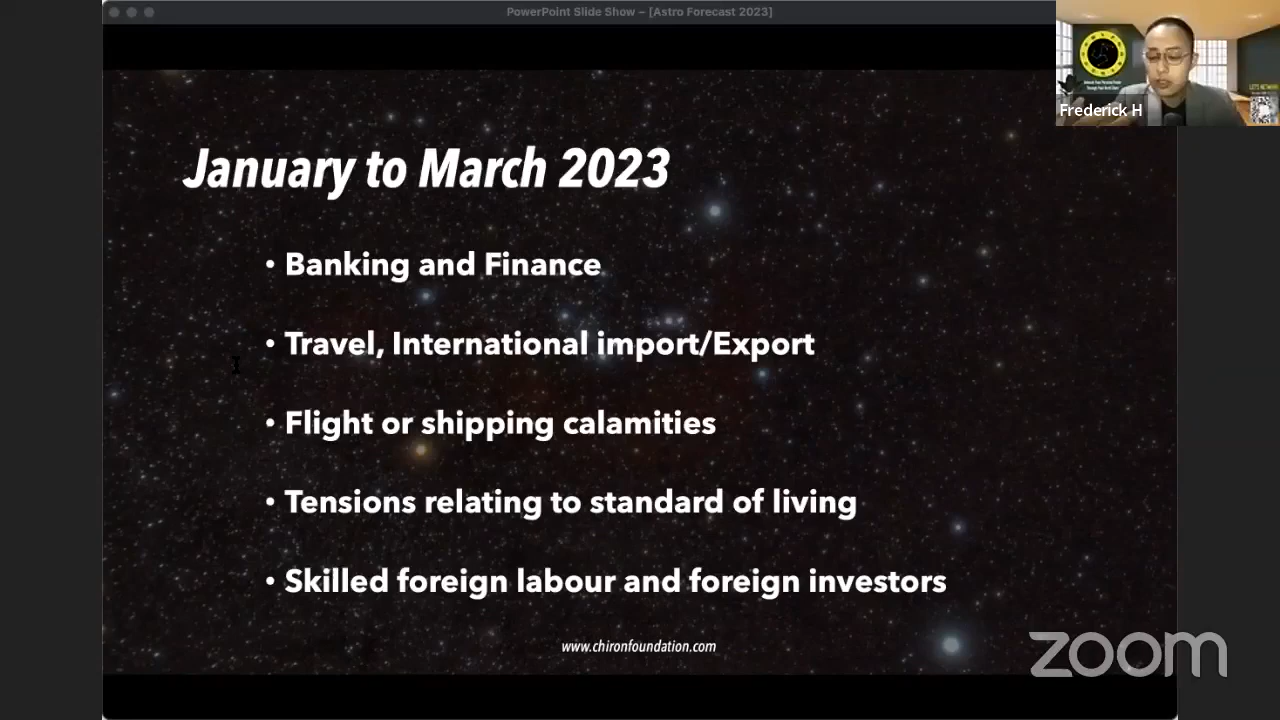 PowerPoint Slide Show – [Astro Forecast 2023]
Frederick H
January to March 2023
• Banking and Finance
• Travel, International import/Export
• Flight or shipping calamities
• Tensions relating to standard of living
• Skilled foreign labour and foreign investors
www.chironfoundation.com
zoom